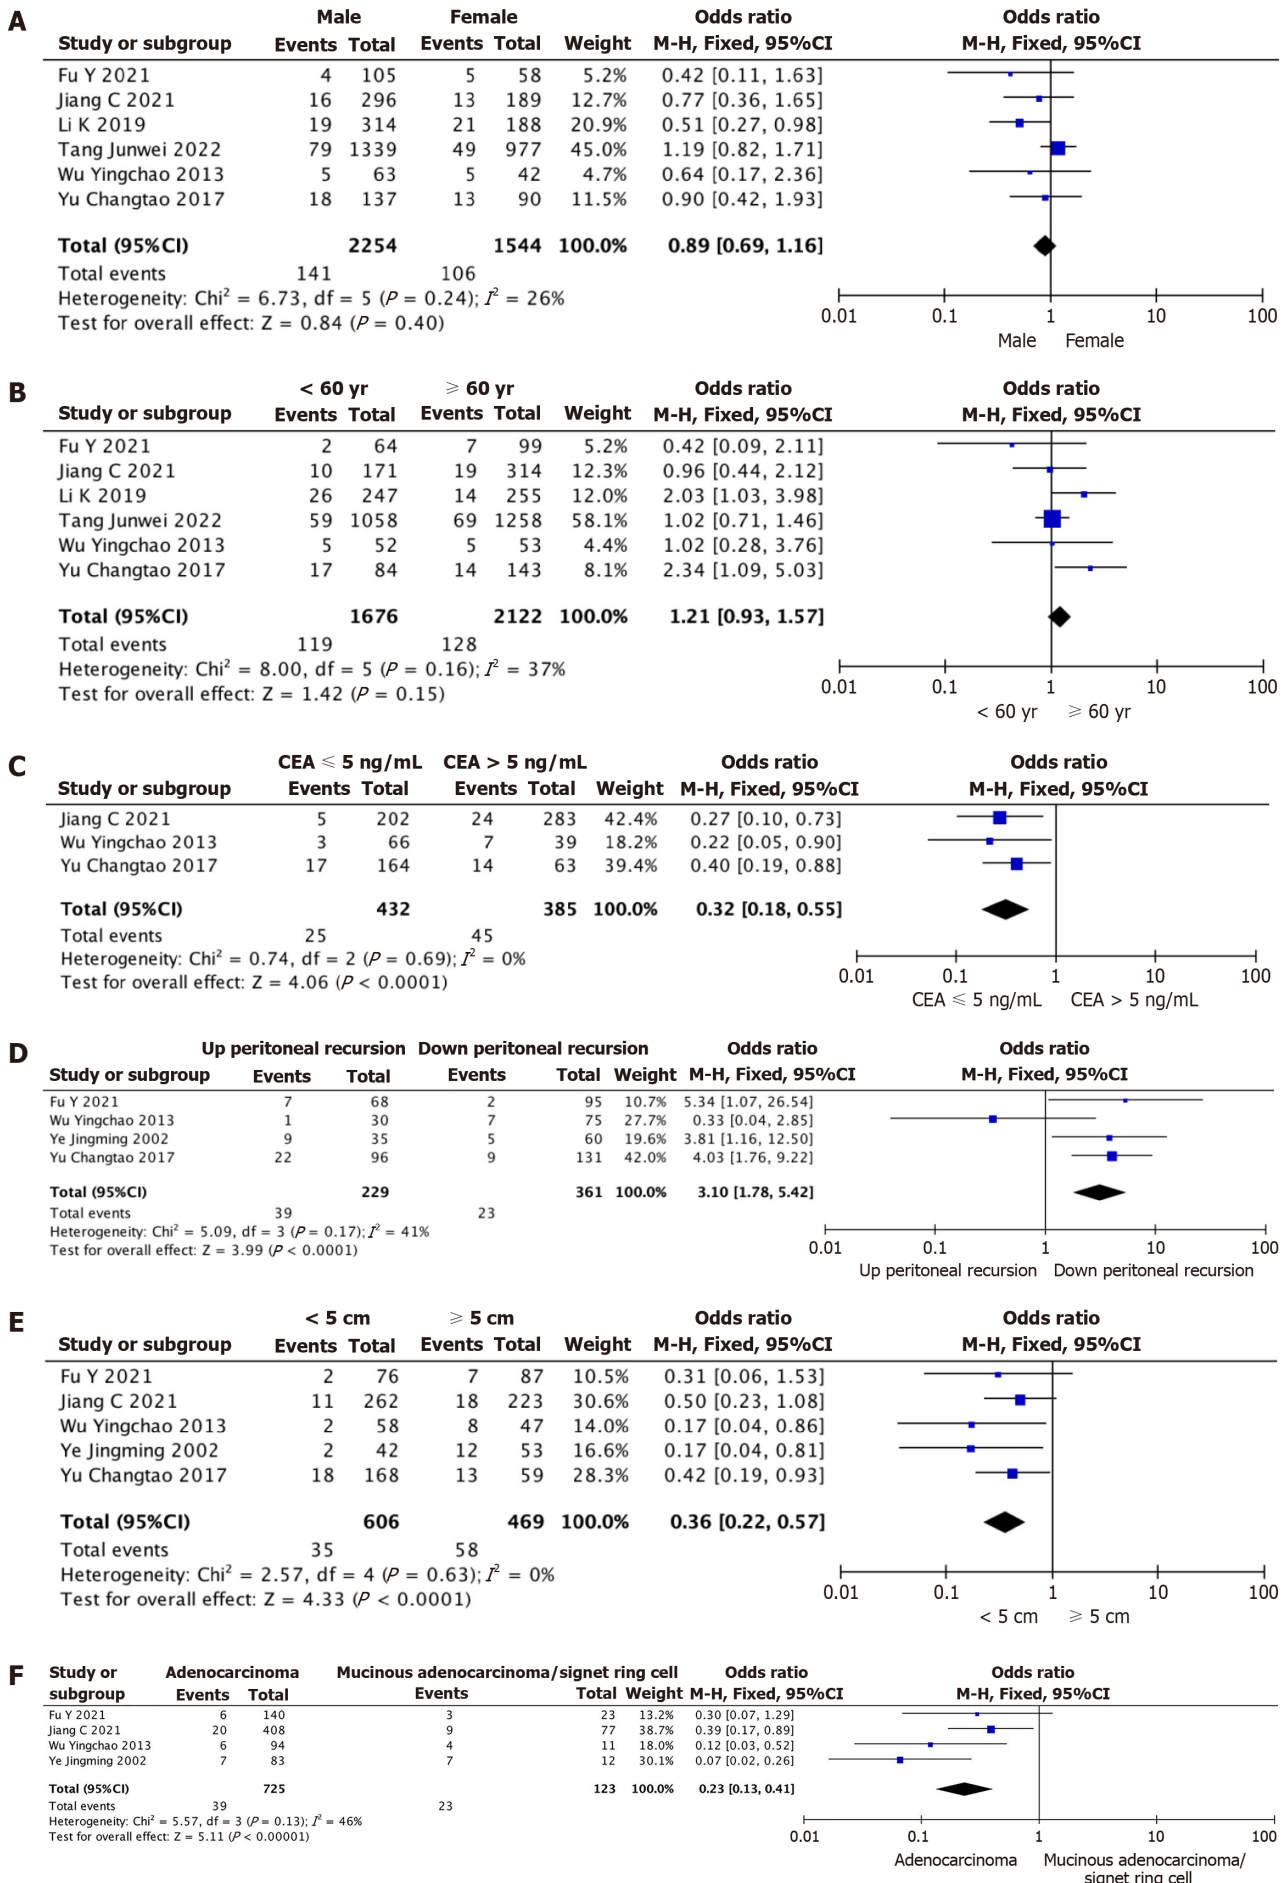 A
Male Female Odds ratio Odds ratio
Study or subgroup Events Total Events Total Weight M-H, Fixed, 95%CI M-H, Fixed, 95%CI
Fu Y 2021 4 105 5 58 5.2% 0.42 [0.11, 1.63]
Jiang C 2021 16 296 13 189 12.7% 0.77 [0.36, 1.65]
Li K 2019 19 314 21 188 20.9% 0.51 [0.27, 0.98]
Tang Junwei 2022 79 1339 49 977 45.0% 1.19 [0.82, 1.71]
Wu Yingchao 2013 5 63 5 42 4.7% 0.64 [0.17, 2.36]
Yu Changtao 2017 18 137 13 90 11.5% 0.90 [0.42, 1.93]
Total (95%CI) 2254 1544 100.0% 0.89 [0.69, 1.16]
Total events 141 106
Heterogeneity: Chi² = 6.73, df = 5 (P = 0.24); I² = 26%
Test for overall effect: Z = 0.84 (P = 0.40)
0.01 0.1 1 10 100
Male Female
B
< 60 yr ⩾ 60 yr Odds ratio Odds ratio
Study or subgroup Events Total Events Total Weight M-H, Fixed, 95%CI M-H, Fixed, 95%CI
Fu Y 2021 2 64 7 99 5.2% 0.42 [0.09, 2.11]
Jiang C 2021 10 171 19 314 12.3% 0.96 [0.44, 2.12]
Li K 2019 26 247 14 255 12.0% 2.03 [1.03, 3.98]
Tang Junwei 2022 59 1058 69 1258 58.1% 1.02 [0.71, 1.46]
Wu Yingchao 2013 5 52 5 53 4.4% 1.02 [0.28, 3.76]
Yu Changtao 2017 17 84 14 143 8.1% 2.34 [1.09, 5.03]
Total (95%CI) 1676 2122 100.0% 1.21 [0.93, 1.57]
Total events 119 128
Heterogeneity: Chi² = 8.00, df = 5 (P = 0.16); I² = 37%
Test for overall effect: Z = 1.42 (P = 0.15)
0.01 0.1 1 10 100
< 60 yr ⩾ 60 yr
C
CEA ⩽ 5 ng/mL CEA > 5 ng/mL Odds ratio Odds ratio
Study or subgroup Events Total Events Total Weight M-H, Fixed, 95%CI M-H, Fixed, 95%CI
Jiang C 2021 5 202 24 283 42.4% 0.27 [0.10, 0.73]
Wu Yingchao 2013 3 66 7 39 18.2% 0.22 [0.05, 0.90]
Yu Changtao 2017 17 164 14 63 39.4% 0.40 [0.19, 0.88]
Total (95%CI) 432 385 100.0% 0.32 [0.18, 0.55]
Total events 25 45
Heterogeneity: Chi² = 0.74, df = 2 (P = 0.69); I² = 0%
Test for overall effect: Z = 4.06 (P < 0.0001)
0.01 0.1 1 10 100
CEA ⩽ 5 ng/mL CEA > 5 ng/mL
D
Up peritoneal recursion Down peritoneal recursion Odds ratio Odds ratio
Study or subgroup Events Total Events Total Weight M-H, Fixed, 95%CI M-H, Fixed, 95%CI
Fu Y 2021 7 68 2 95 10.7% 5.34 [1.07, 26.54]
Wu Yingchao 2013 1 30 7 75 27.7% 0.33 [0.04, 2.85]
Ye Jingming 2002 9 35 5 60 19.6% 3.81 [1.16, 12.50]
Yu Changtao 2017 22 96 9 131 42.0% 4.03 [1.76, 9.22]
Total (95%CI) 229 361 100.0% 3.10 [1.78, 5.42]
Total events 39 23
Heterogeneity: Chi² = 5.09, df = 3 (P = 0.17); I² = 41%
Test for overall effect: Z = 3.99 (P < 0.0001)
0.01 0.1 1 10 100
Up peritoneal recursion Down peritoneal recursion
E
< 5 cm ⩾ 5 cm Odds ratio Odds ratio
Study or subgroup Events Total Events Total Weight M-H, Fixed, 95%CI M-H, Fixed, 95%CI
Fu Y 2021 2 76 7 87 10.5% 0.31 [0.06, 1.53]
Jiang C 2021 11 262 18 223 30.6% 0.50 [0.23, 1.08]
Wu Yingchao 2013 2 58 8 47 14.0% 0.17 [0.04, 0.86]
Ye Jingming 2002 2 42 12 53 16.6% 0.17 [0.04, 0.81]
Yu Changtao 2017 18 168 13 59 28.3% 0.42 [0.19, 0.93]
Total (95%CI) 606 469 100.0% 0.36 [0.22, 0.57]
Total events 35 58
Heterogeneity: Chi² = 2.57, df = 4 (P = 0.63); I² = 0%
Test for overall effect: Z = 4.33 (P < 0.0001)
0.01 0.1 1 10 100
< 5 cm ⩾ 5 cm
F
Study or Adenocarcinoma Mucinous adenocarcinoma/signet ring cell Odds ratio Odds ratio
subgroup Events Total Events Total Weight M-H, Fixed, 95%CI M-H, Fixed, 95%CI
Fu Y 2021 6 140 3 23 13.2% 0.30 [0.07, 1.29]
Jiang C 2021 20 408 9 77 38.7% 0.39 [0.17, 0.89]
Wu Yingchao 2013 6 94 4 11 18.0% 0.12 [0.03, 0.52]
Ye Jingming 2002 7 83 7 12 30.1% 0.07 [0.02, 0.26]
Total (95%CI) 725 123 100.0% 0.23 [0.13, 0.41]
Total events 39 23
Heterogeneity: Chi² = 5.57, df = 3 (P = 0.13); I² = 46%
Test for overall effect: Z = 5.11 (P < 0.00001)
0.01 0.1 1 10 100
Adenocarcinoma Mucinous adenocarcinoma/
signet ring cell